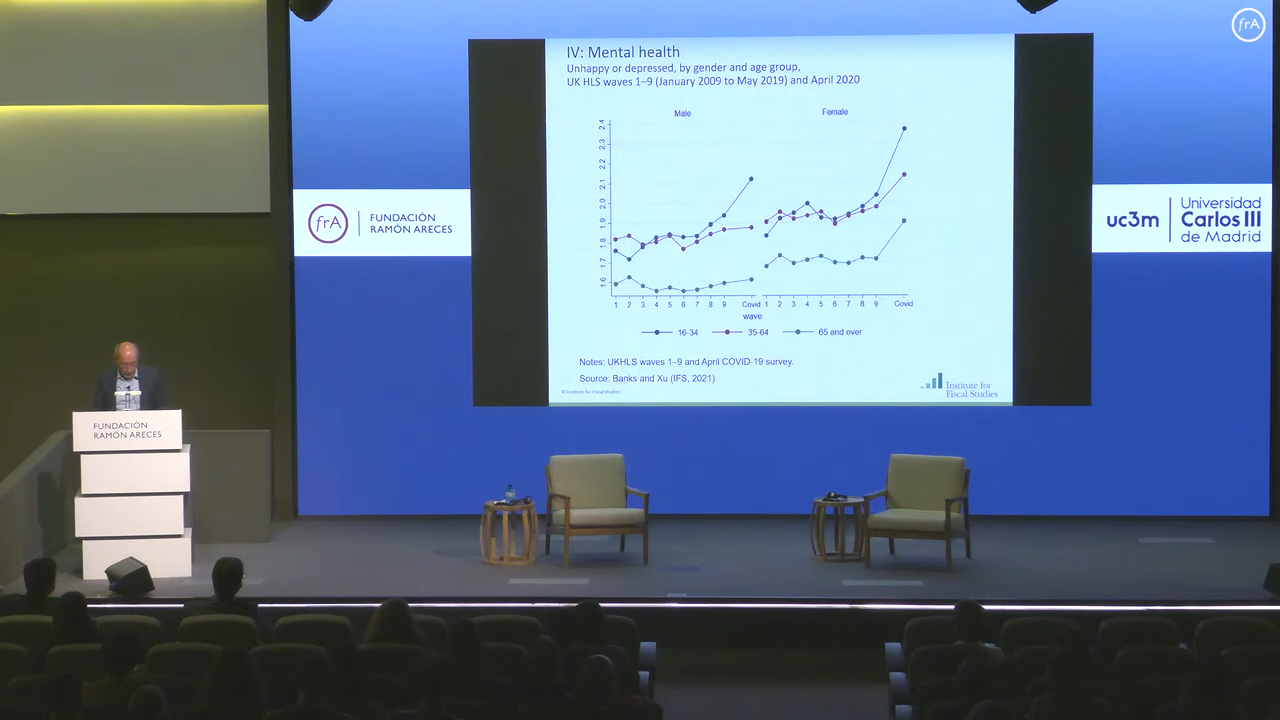 frA
IV: Mental health
Unhappy or depressed, by gender and age group,
UK HLS waves 1–9 (January 2009 to May 2019) and April 2020
Male
Female
2.4
2.3
2.2
2.1
2.0
1.9
1.8
1.7
1.6
1 2 3 4 5 6 7 8 9 Covid 1 2 3 4 5 6 7 8 9 Covid
wave
16-34 35-64 65 and over
Notes: UKHLS waves 1–9 and April COVID-19 survey.
Source: Banks and Xu (IFS, 2021)
© Institute for Fiscal Studies
Institute for
Fiscal Studies
frA
FUNDACIÓN
RAMÓN ARECES
uc3m
Universidad
Carlos III
de Madrid
FUNDACIÓN
RAMÓN ARECES